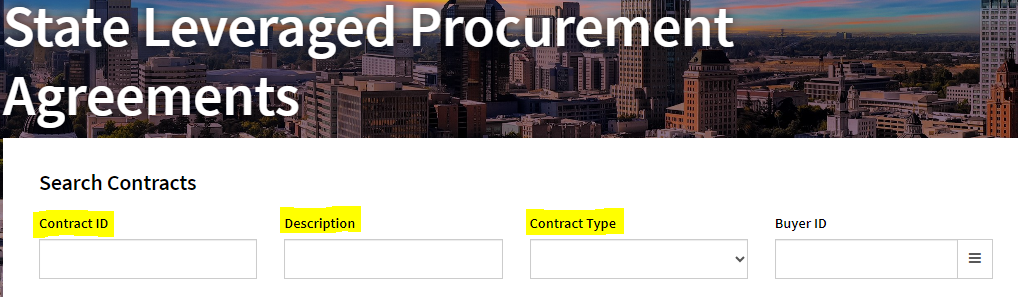 State Leveraged Procurement
Agreements
Search Contracts
Contract ID Description Contract Type Buyer ID